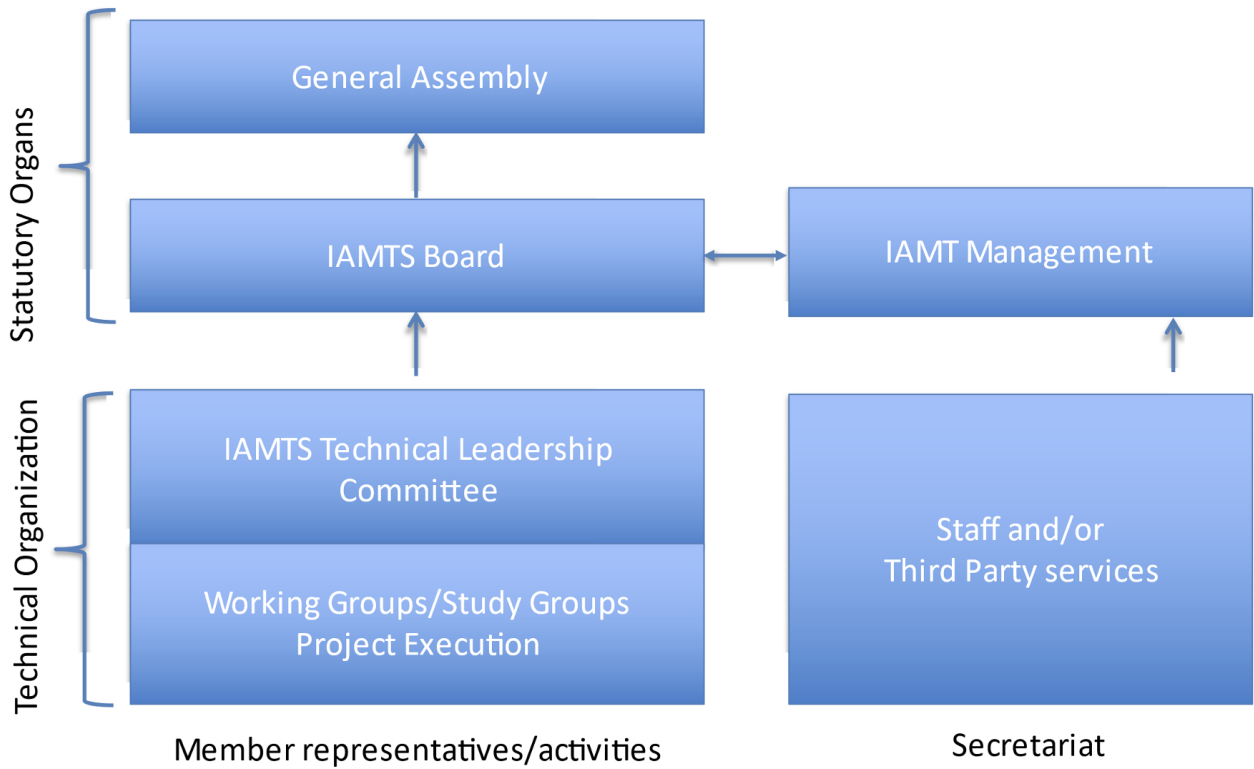 Statutory Organs
General Assembly
IAMTS Board
IAMT Management
Technical Organization
IAMTS Technical Leadership
Committee
Working Groups/Study Groups
Project Execution
Staff and/or
Third Party services
Member representatives/activities
Secretariat